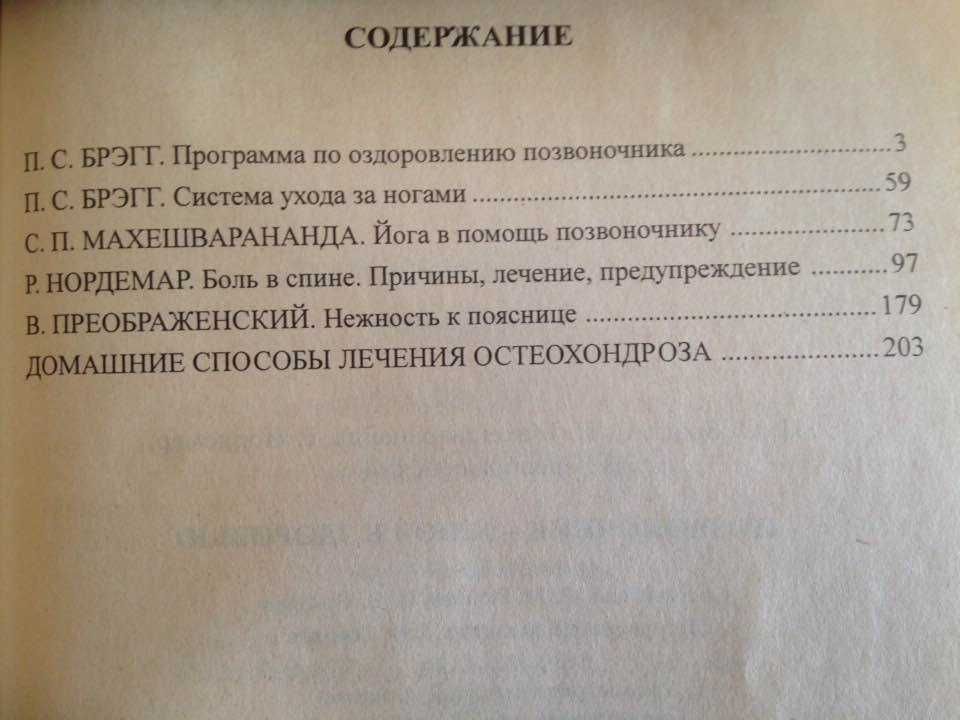 СОДЕРЖАНИЕ
П. С. БРЭГГ. Программа по оздоровлению позвоночника ........................ 3
П. С. БРЭГГ. Система ухода за ногами ................................................ 59
С. П. МАХЕШВАРАНАНДА. Йога в помощь позвоночнику .................. 73
Р. НОРДЕМАР. Боль в спине. Причины, лечение, предупреждение ........... 97
В. ПРЕОБРАЖЕНСКИЙ. Нежность к пояснице .................................. 179
ДОМАШНИЕ СПОСОБЫ ЛЕЧЕНИЯ ОСТЕОХОНДРОЗА ...................... 203